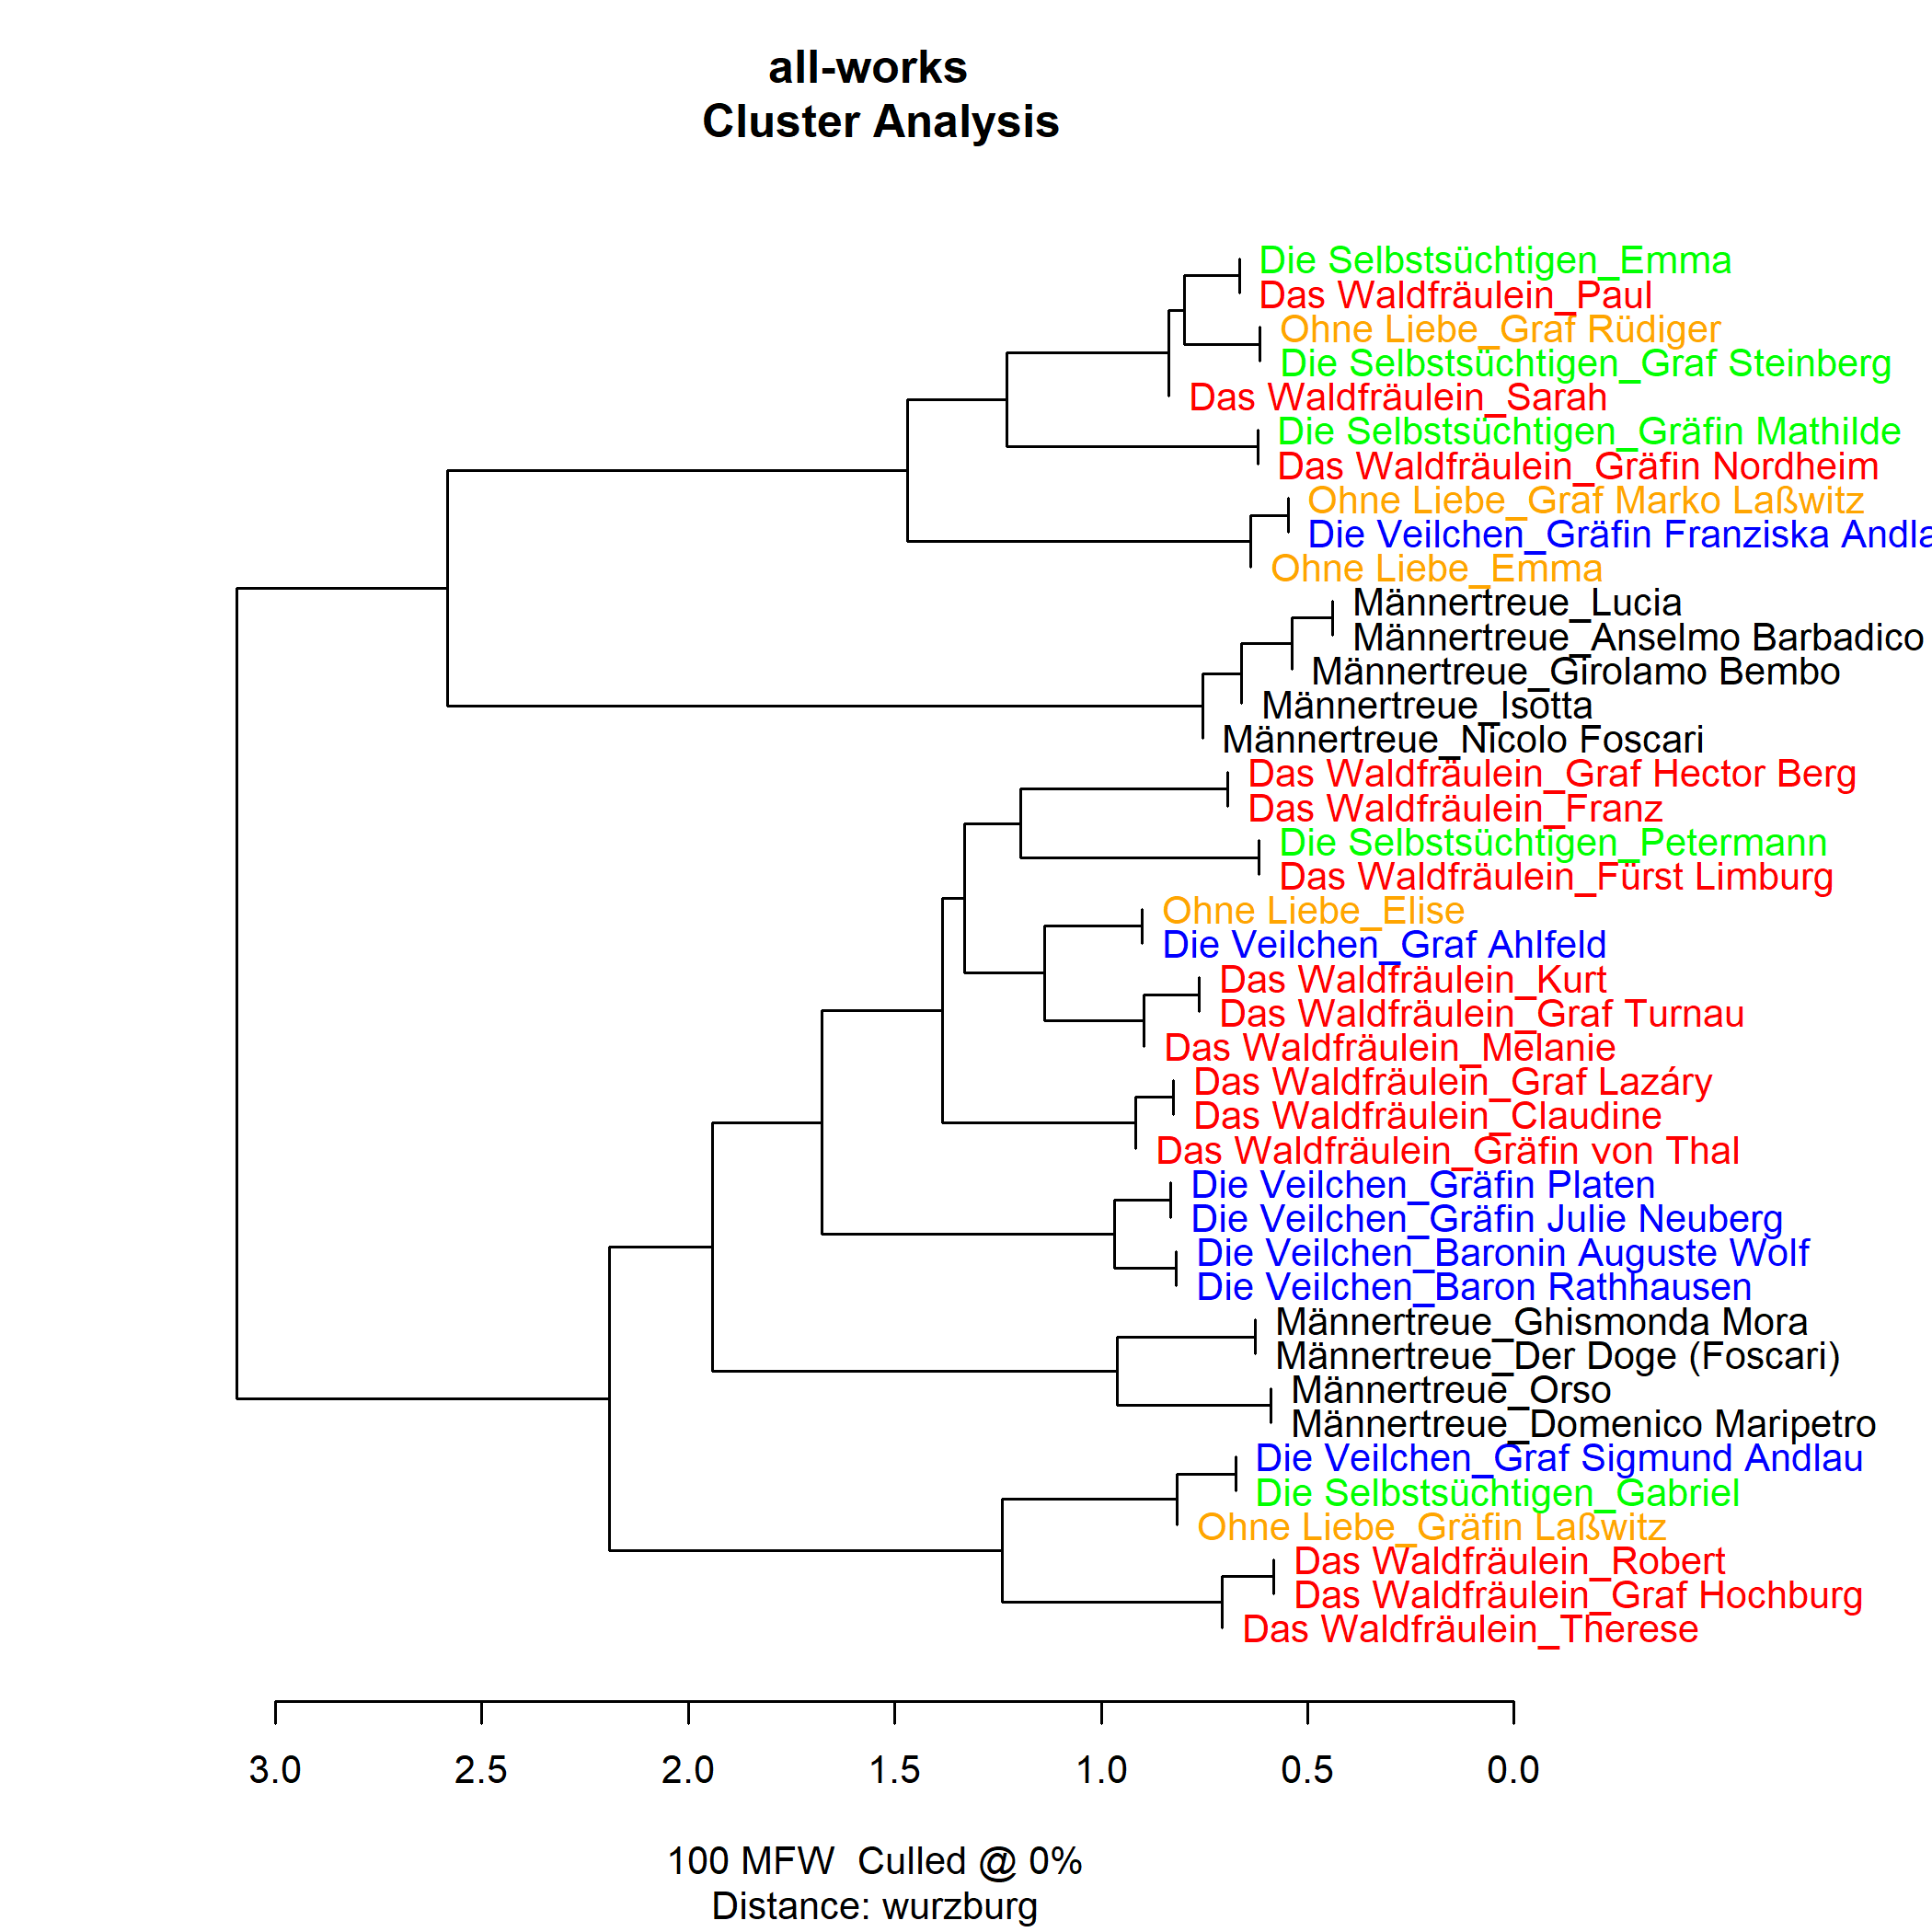 all-works
Cluster Analysis
Die Selbstsüchtigen_Emma
Das Waldfräulein_Paul
Ohne Liebe_Graf Rüdiger
Die Selbstsüchtigen_Graf Steinberg
Das Waldfräulein_Sarah
Die Selbstsüchtigen_Gräfin Mathilde
Das Waldfräulein_Gräfin Nordheim
Ohne Liebe_Graf Marko Laßwitz
Die Veilchen_Gräfin Franziska Andla
Ohne Liebe_Emma
Männertreue_Lucia
Männertreue_Anselmo Barbadico
Männertreue_Girolamo Bembo
Männertreue_Isotta
Männertreue_Nicolo Foscari
Das Waldfräulein_Graf Hector Berg
Das Waldfräulein_Franz
Die Selbstsüchtigen_Petermann
Das Waldfräulein_Fürst Limburg
Ohne Liebe_Elise
Die Veilchen_Graf Ahlfeld
Das Waldfräulein_Kurt
Das Waldfräulein_Graf Turnau
Das Waldfräulein_Melanie
Das Waldfräulein_Graf Lazáry
Das Waldfräulein_Claudine
Das Waldfräulein_Gräfin von Thal
Die Veilchen_Gräfin Platen
Die Veilchen_Gräfin Julie Neuberg
Die Veilchen_Baronin Auguste Wolf
Die Veilchen_Baron Rathhausen
Männertreue_Ghismonda Mora
Männertreue_Der Doge (Foscari)
Männertreue_Orso
Männertreue_Domenico Maripetro
Die Veilchen_Graf Sigmund Andlau
Die Selbstsüchtigen_Gabriel
Ohne Liebe_Gräfin Laßwitz
Das Waldfräulein_Robert
Das Waldfräulein_Graf Hochburg
Das Waldfräulein_Therese
3.0 2.5 2.0 1.5 1.0 0.5 0.0
100 MFW  Culled @ 0%
Distance: wurzburg